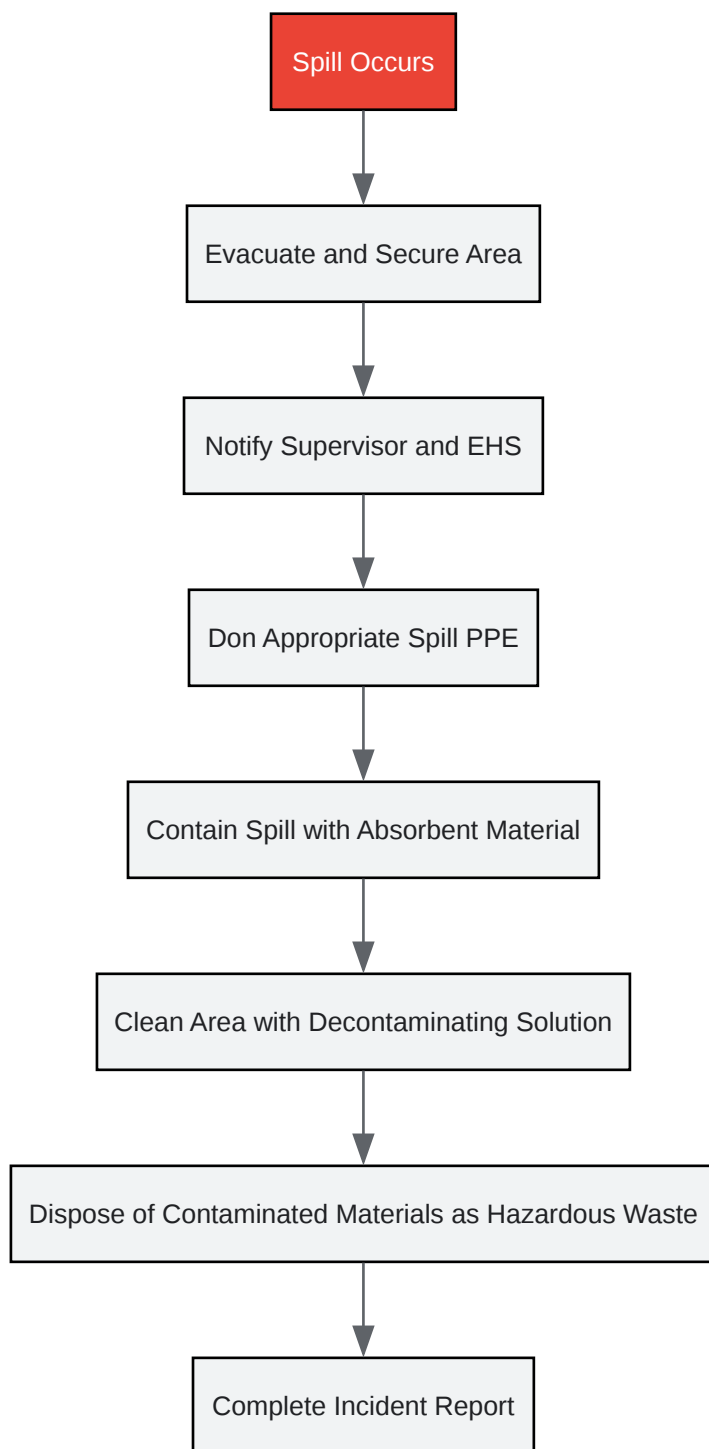 Spill Occurs
Evacuate and Secure Area
Notify Supervisor and EHS
Don Appropriate Spill PPE
Contain Spill with Absorbent Material
Clean Area with Decontaminating Solution
Dispose of Contaminated Materials as Hazardous Waste
Complete Incident Report